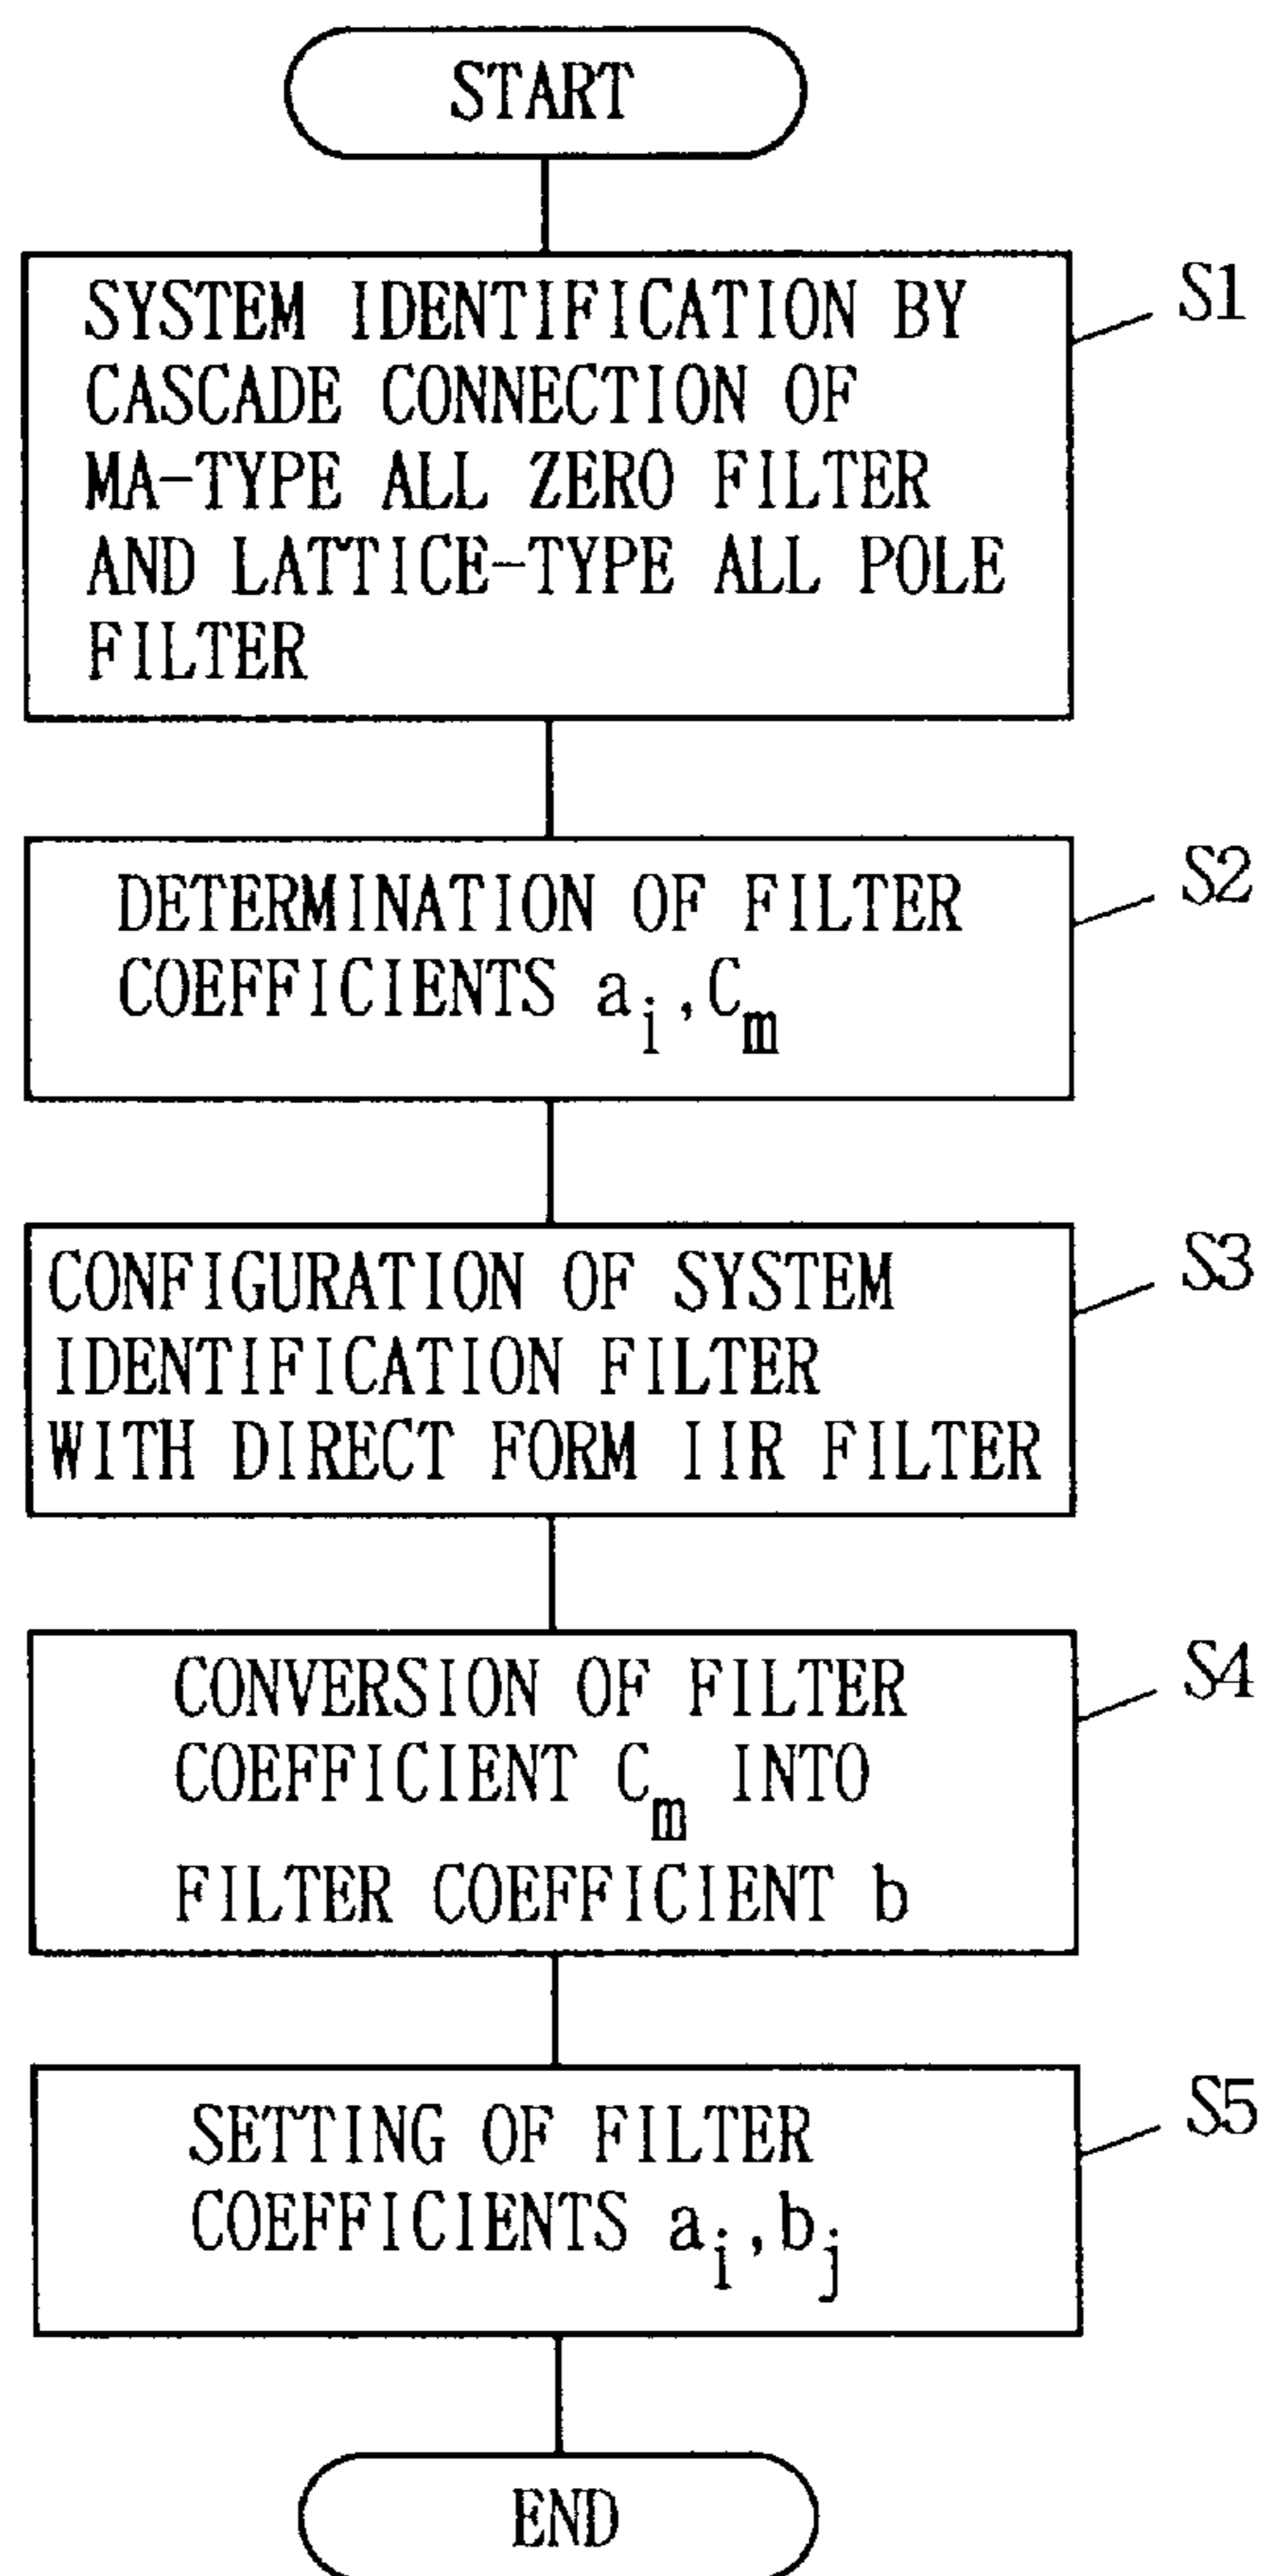 START
S1
SYSTEM IDENTIFICATION BY
CASCADE CONNECTION OF
MA-TYPE ALL ZERO FILTER
AND LATTICE-TYPE ALL POLE
FILTER
S2
DETERMINATION OF FILTER
COEFFICIENTS a_i, C_m
S3
CONFIGURATION OF SYSTEM
IDENTIFICATION FILTER
WITH DIRECT FORM IIR FILTER
S4
CONVERSION OF FILTER
COEFFICIENT C_m INTO
FILTER COEFFICIENT b
S5
SETTING OF FILTER
COEFFICIENTS a_i, b_j
END